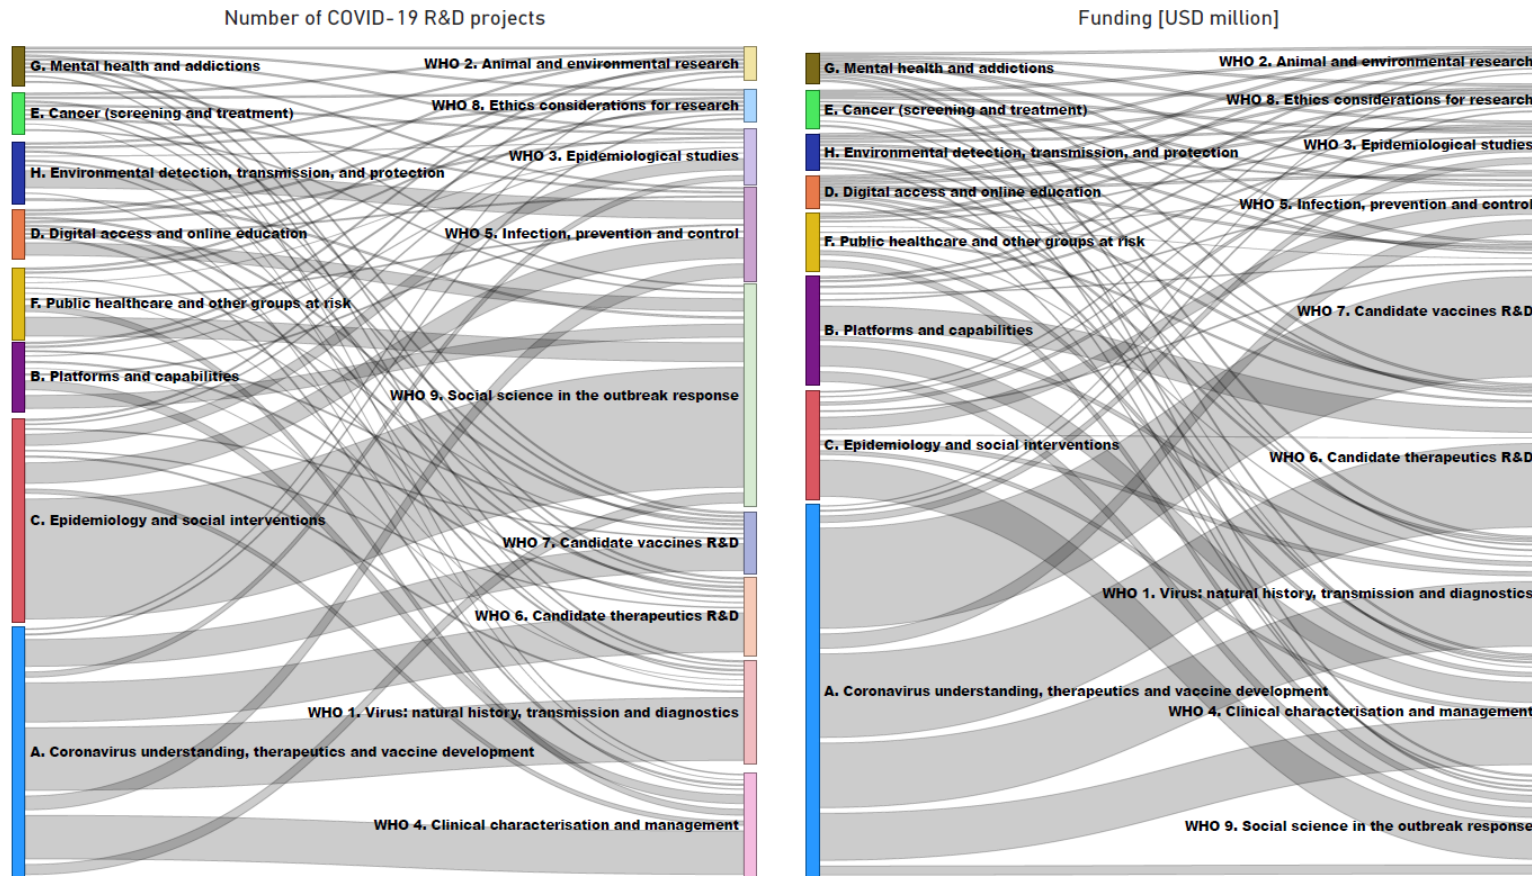 Number of COVID-19 R&D projects
G. Mental health and addictions
E. Cancer (screening and treatment)
H. Environmental detection, transmission, and protection
D. Digital access and online education
F. Public healthcare and other groups at risk
B. Platforms and capabilities
C. Epidemiology and social interventions
A. Coronavirus understanding, therapeutics and vaccine development
WHO 2. Animal and environmental research
WHO 8. Ethics considerations for research
WHO 3. Epidemiological studies
WHO 5. Infection, prevention and control
WHO 9. Social science in the outbreak response
WHO 7. Candidate vaccines R&D
WHO 6. Candidate therapeutics R&D
WHO 1. Virus: natural history, transmission and diagnostics
WHO 4. Clinical characterisation and management
Funding [USD million]
G. Mental health and addictions
E. Cancer (screening and treatment)
H. Environmental detection, transmission, and protection
D. Digital access and online education
F. Public healthcare and other groups at risk
B. Platforms and capabilities
C. Epidemiology and social interventions
A. Coronavirus understanding, therapeutics and vaccine development
WHO 2. Animal and environmental research
WHO 8. Ethics considerations for research
WHO 3. Epidemiological studies
WHO 5. Infection, prevention and control
WHO 7. Candidate vaccines R&D
WHO 6. Candidate therapeutics R&D
WHO 1. Virus: natural history, transmission and diagnostics
WHO 4. Clinical characterisation and management
WHO 9. Social science in the outbreak response